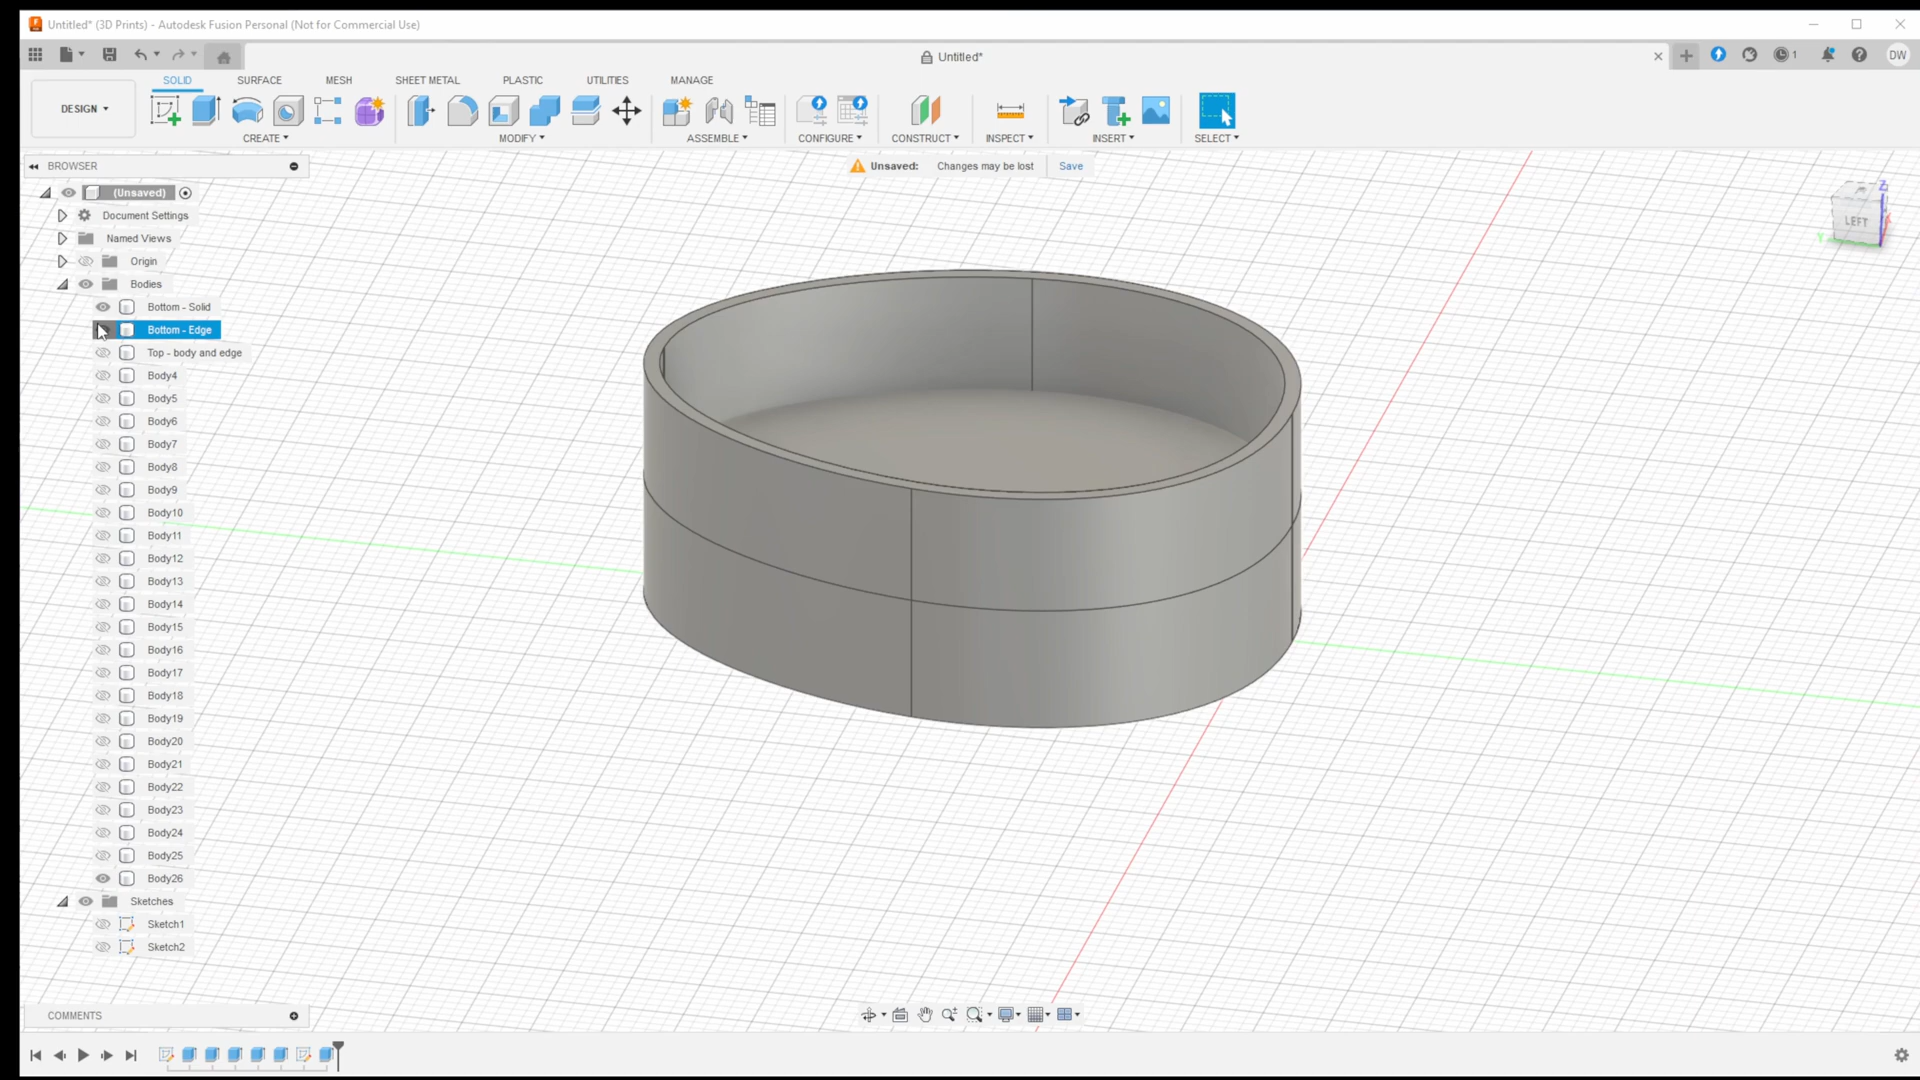 Untitled* (3D Prints) - Autodesk Fusion Personal (Not for Commercial Use)
Untitled*
1
DW
SOLID SURFACE MESH SHEET METAL PLASTIC UTILITIES MANAGE
DESIGN
CREATE MODIFY ASSEMBLE CONFIGURE CONSTRUCT INSPECT INSERT SELECT
BROWSER
Unsaved: Changes may be lost Save
(Unsaved)
Document Settings
Named Views
Origin
Bodies
Bottom - Solid
Bottom - Edge
Top - body and edge
Body4
Body5
Body6
Body7
Body8
Body9
Body10
Body11
Body12
Body13
Body14
Body15
Body16
Body17
Body18
Body19
Body20
Body21
Body22
Body23
Body24
Body25
Body26
Sketches
Sketch1
Sketch2
Z
LEFT
Y
COMMENTS